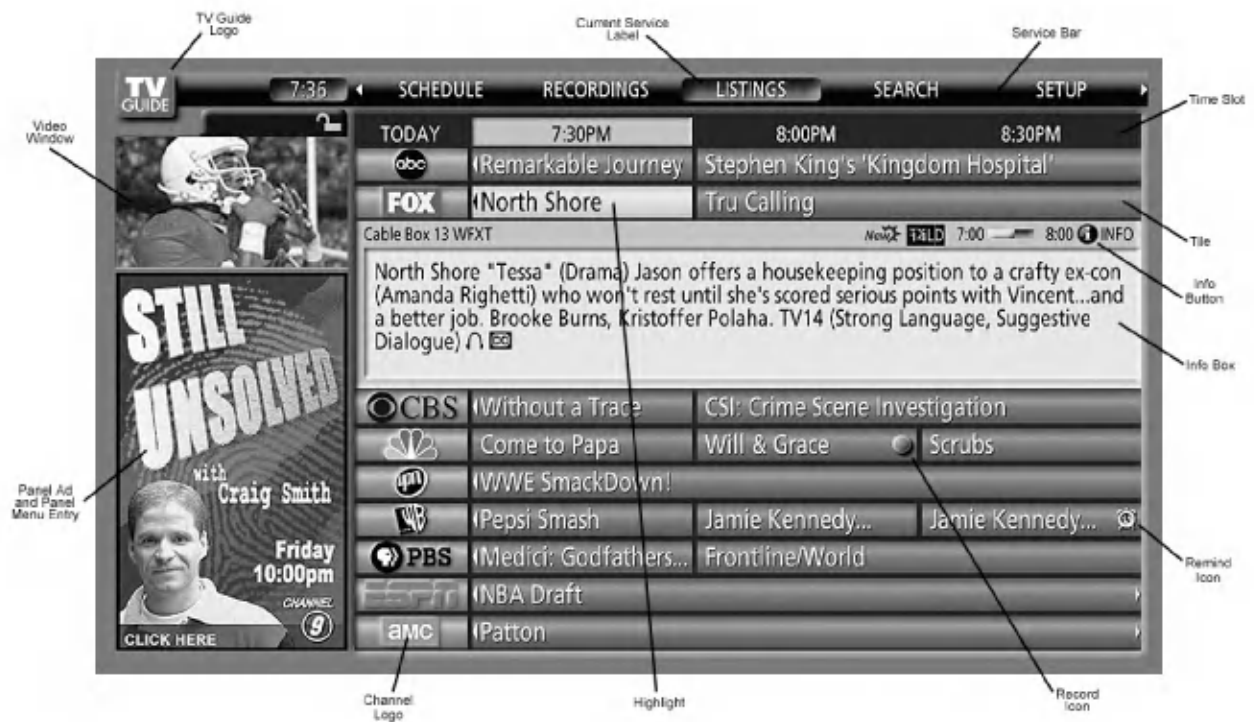 TV Guide
Logo
Current Service
Label
Service Bar
TV
GUIDE
7:36
SCHEDULE
RECORDINGS
LISTINGS
SEARCH
SETUP
Time Slot
Video
Window
TODAY
7:30PM
8:00PM
8:30PM
abc
Remarkable Journey
Stephen King's 'Kingdom Hospital'
FOX
North Shore
Tru Calling
Tile
Cable Box 13 WFXT
New
7:00
8:00
INFO
Info
Button
North Shore "Tessa" (Drama) Jason offers a housekeeping position to a crafty ex-con
(Amanda Righetti) who won't rest until she's scored serious points with Vincent...and
a better job. Brooke Burns, Kristoffer Polaha. TV14 (Strong Language, Suggestive
Dialogue)
CC
Info Box
STILL
UNSOLVED
with
Craig Smith
Friday
10:00pm
CHANNEL
9
CLICK HERE
Panel Ad
and Panel
Menu Entry
CBS
Without a Trace
CSI: Crime Scene Investigation
Come to Papa
Will & Grace
Scrubs
upn
WWE SmackDown!
WB
Pepsi Smash
Jamie Kennedy...
Jamie Kennedy...
PBS
Medici: Godfathers...
Frontline/World
Remind
Icon
ESPN
NBA Draft
amc
Patton
Channel
Logo
Highlight
Record
Icon